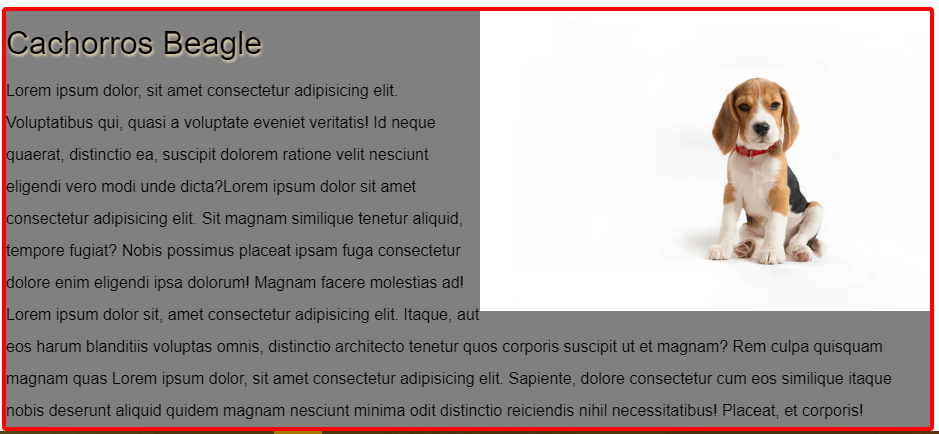 Cachorros Beagle
Lorem ipsum dolor, sit amet consectetur adipisicing elit.
Voluptatibus qui, quasi a voluptate eveniet veritatis! Id neque
quaerat, distinctio ea, suscipit dolorem ratione velit nesciunt
eligendi vero modi unde dicta?Lorem ipsum dolor sit amet
consectetur adipisicing elit. Sit magnam similique tenetur aliquid,
tempore fugiat? Nobis possimus placeat ipsam fuga consectetur
dolore enim eligendi ipsa dolorum! Magnam facere molestias ad!
Lorem ipsum dolor sit, amet consectetur adipisicing elit. Itaque, aut
eos harum blanditiis voluptas omnis, distinctio architecto tenetur quos corporis suscipit ut et magnam? Rem culpa quisquam
magnam quas Lorem ipsum dolor, sit amet consectetur adipisicing elit. Sapiente, dolore consectetur cum eos similique itaque
nobis deserunt aliquid quidem magnam nesciunt minima odit distinctio reiciendis nihil necessitatibus! Placeat, et corporis!